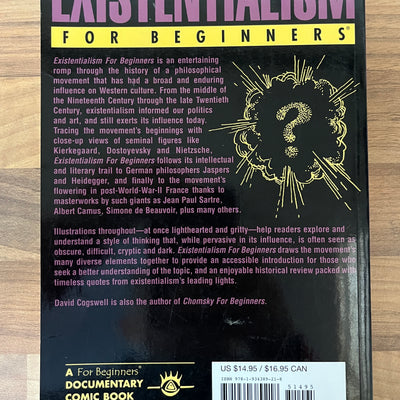 EXISTENTIALISM
FOR BEGINNERS®
Existentialism For Beginners is an entertaining
romp through the history of a philosophical
movement that has had a broad and enduring
influence on Western culture. From the middle of
the Nineteenth Century through the late Twentieth
Century, existentialism informed our politics
and art, and still exerts its influence today.
Tracing the movement's beginnings with
close-up views of seminal figures like
Kierkegaard, Dostoyevsky and Nietzsche,
Existentialism For Beginners follows its intellectual
and literary trail to German philosophers Jaspers
and Heidegger, and finally to the movement's
flowering in post-World-War-II France thanks to
masterworks by such giants as Jean Paul Sartre,
Albert Camus, Simone de Beauvoir, plus many others.
?
Illustrations throughout—at once lighthearted and gritty—help readers explore and
understand a style of thinking that, while pervasive in its influence, is often seen as
obscure, difficult, cryptic and dark. Existentialism For Beginners draws the movement's
many diverse elements together to provide an accessible introduction for those who
seek a better understanding of the topic, and an enjoyable historical review packed with
timeless quotes from existentialism's leading lights.
David Cogswell is also the author of Chomsky For Beginners.
US $14.95 / $16.95 CAN
ISBN 978-1-934389-21-8
51495
A For Beginners®
DOCUMENTARY
COMIC BOOK